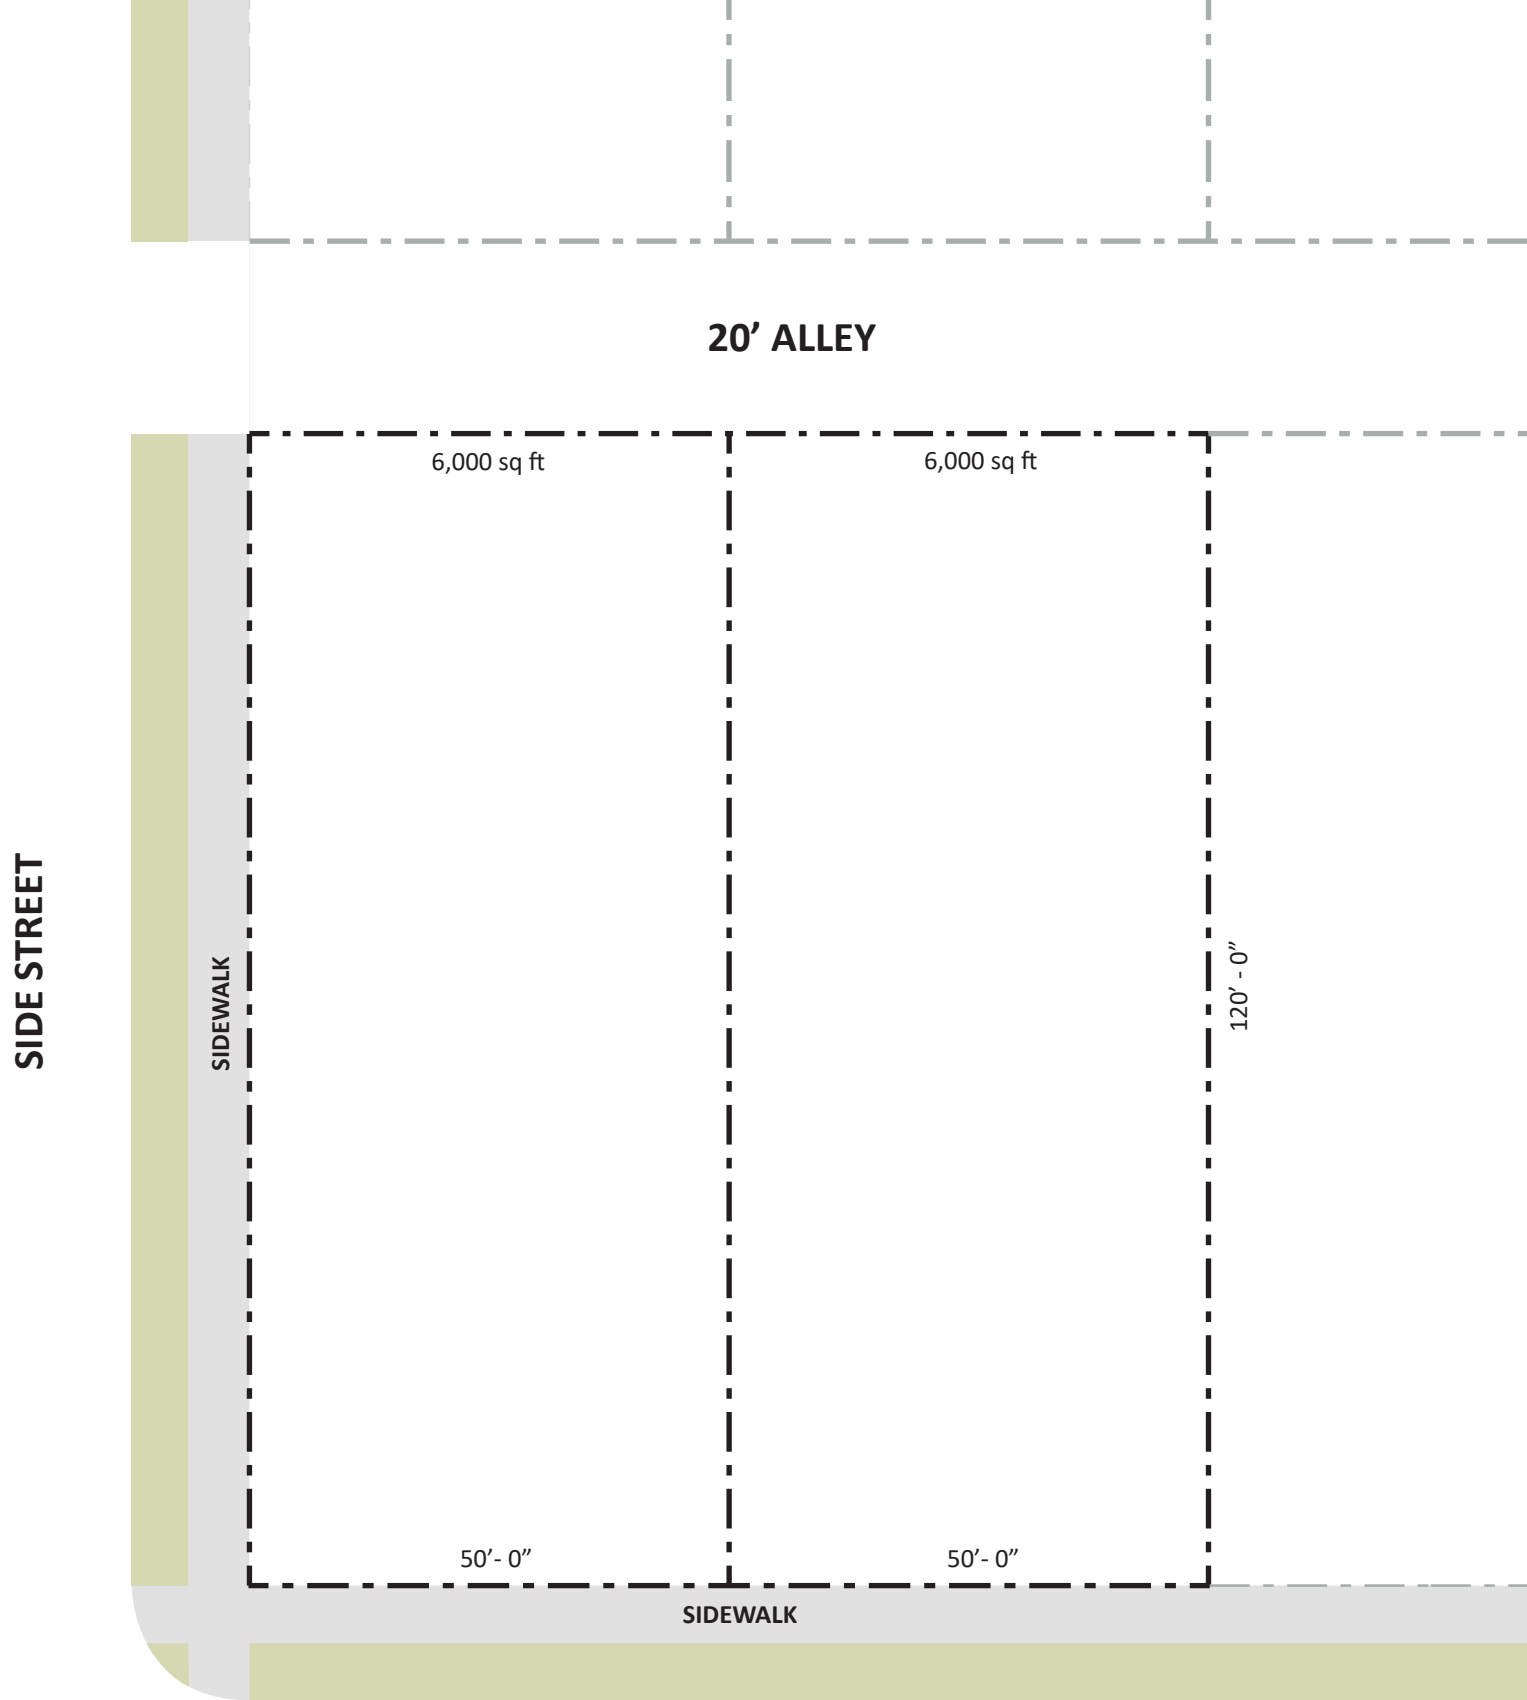 20’ ALLEY
6,000 sq ft
6,000 sq ft
SIDE STREET
SIDEWALK
120’ - 0”
50’- 0”
50’- 0”
SIDEWALK